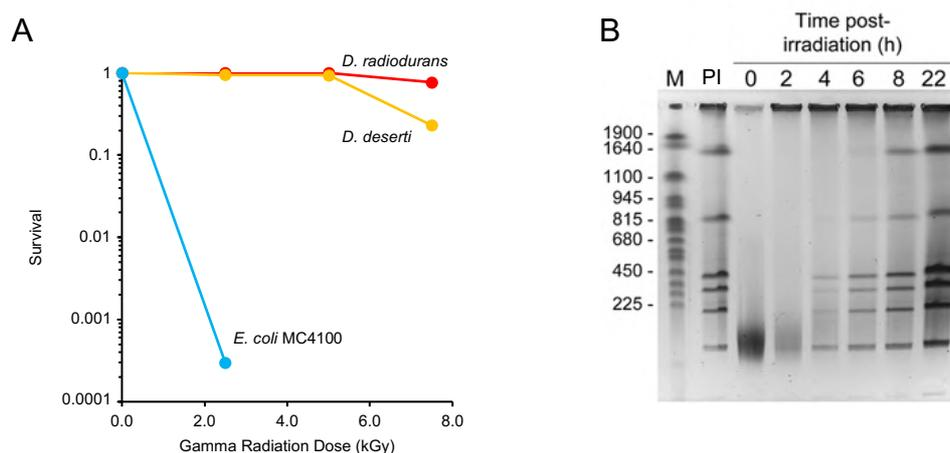 A
1
0.1
0.01
0.001
0.0001
Survival
0.0 2.0 4.0 6.0 8.0
Gamma Radiation Dose (kGy)
D. radiodurans
D. deserti
E. coli MC4100
B
Time post-
irradiation (h)
M PI 0 2 4 6 8 22
1900 -
1640 -
1100 -
945 -
815 -
680 -
450 -
225 -